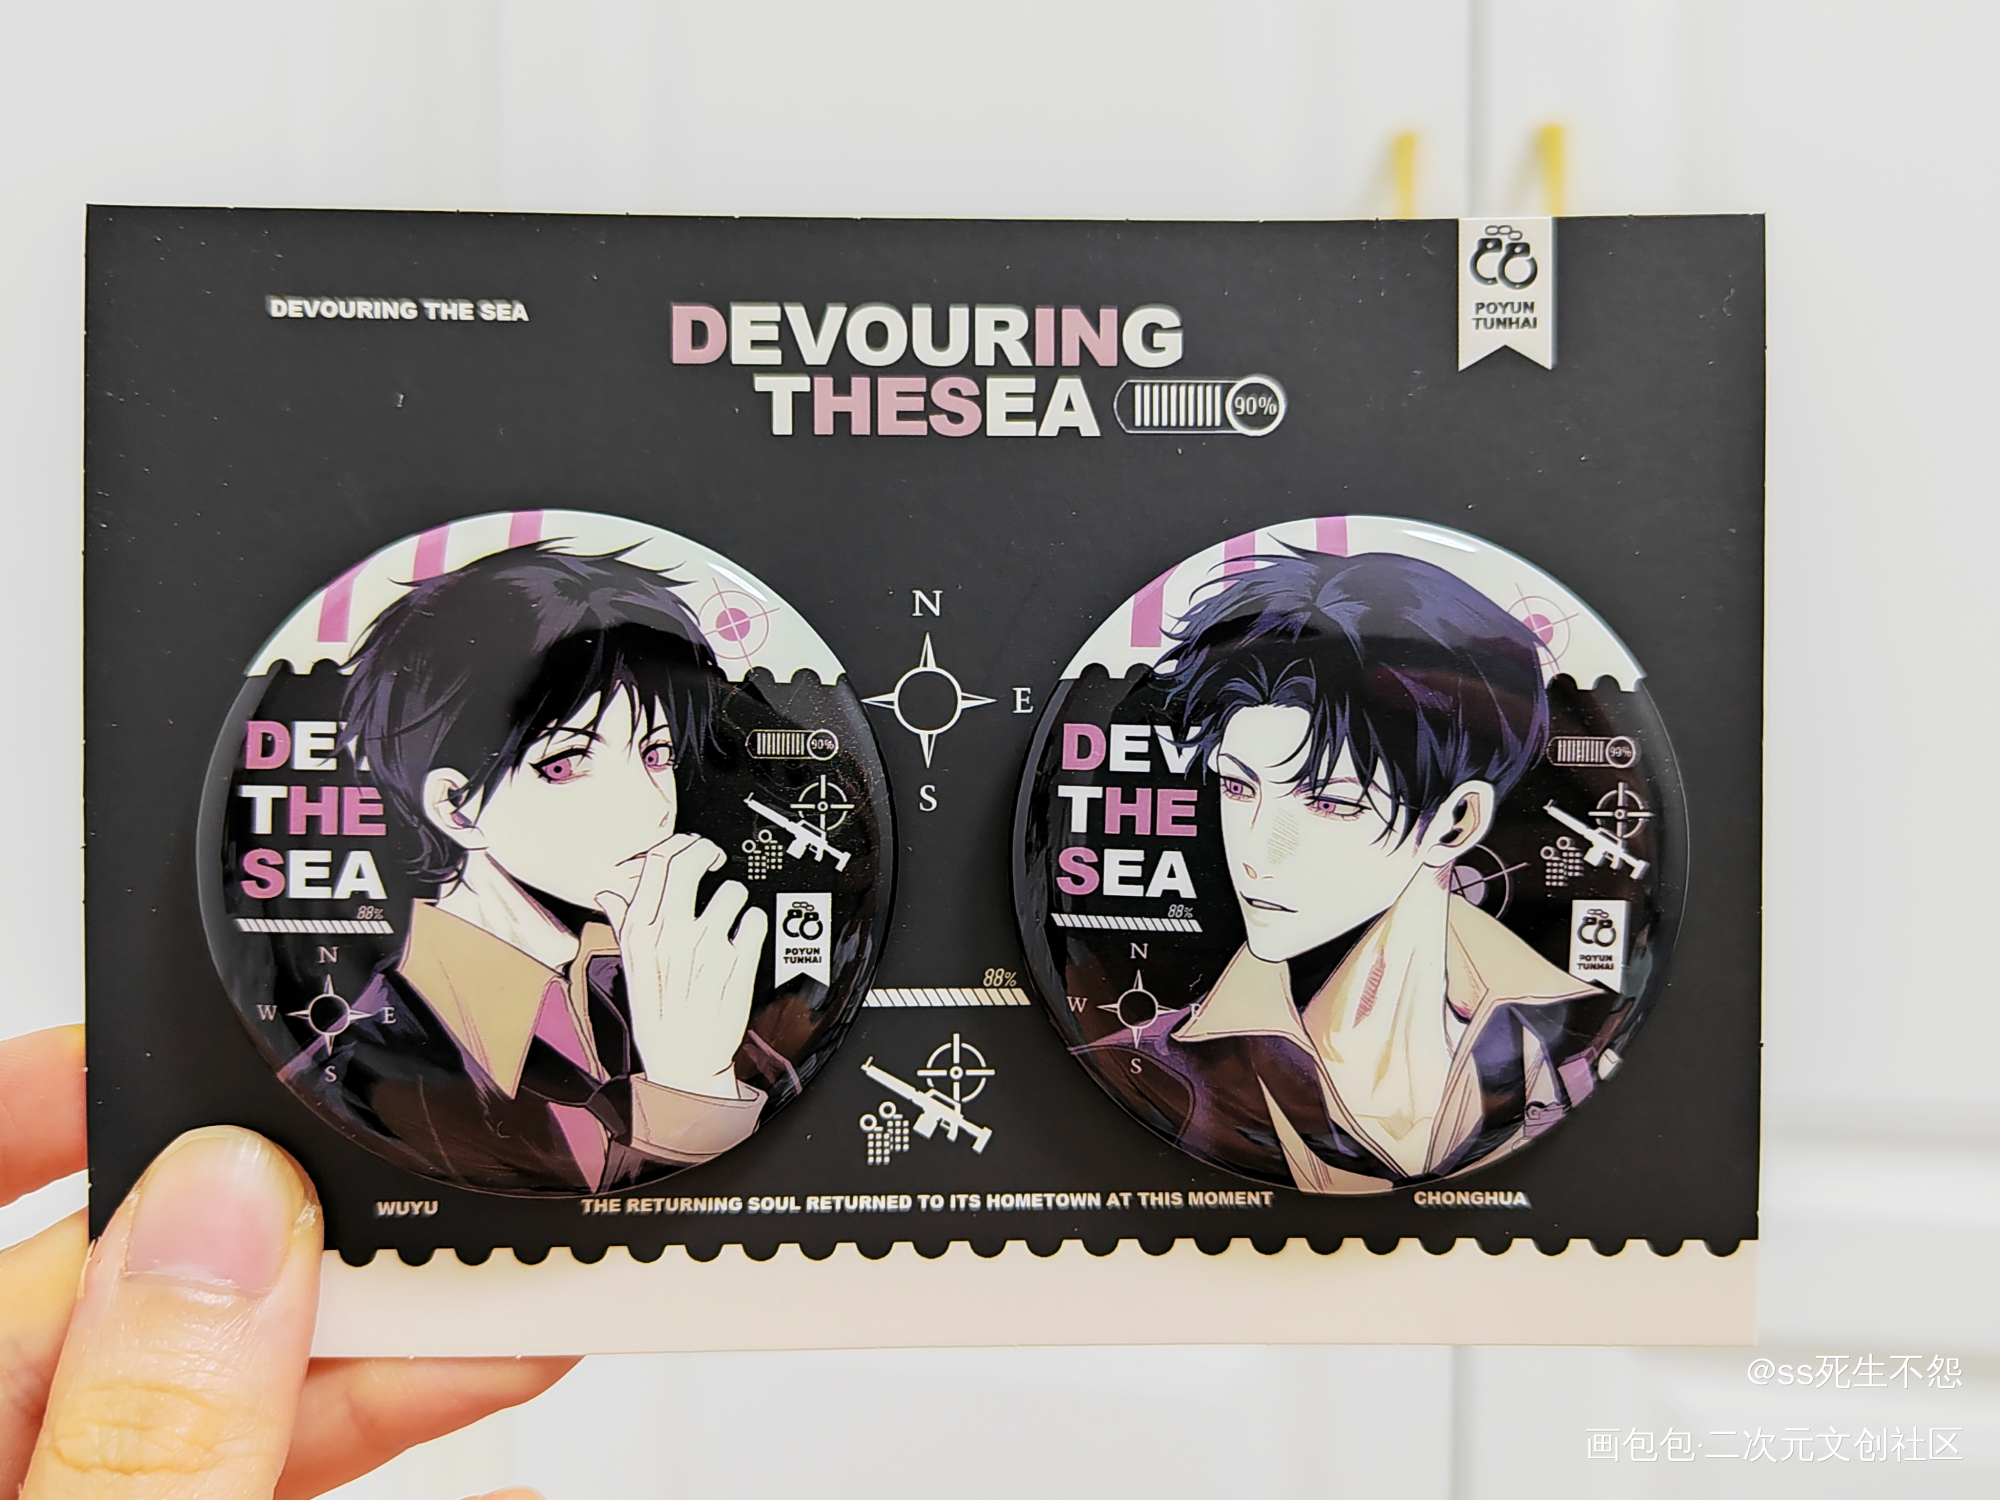 DEVOURING THE SEA
DEVOURING
THESEA
90%
POYUN
TUNHAI
N
E
S
DEV
THE
SEA
88%
90%
N
W
E
S
POYUN
TUNHAI
88%
DEV
THE
SEA
88%
90%
N
W
E
S
POYUN
TUNHAI
WUYU
THE RETURNING SOUL RETURNED TO ITS HOMETOWN AT THIS MOMENT
CHONGHUA
@ss死生不怨
画包包·二次元文创社区